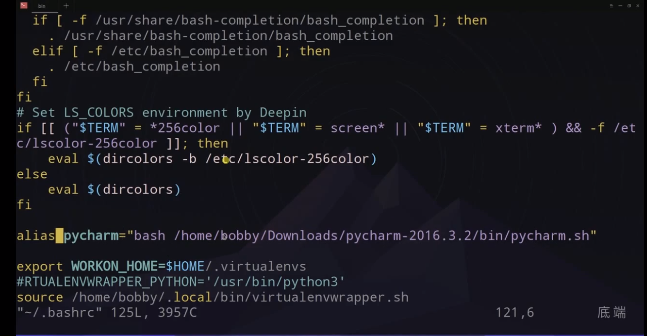 if [ -f /usr/share/bash-completion/bash_completion ]; then
. /usr/share/bash-completion/bash_completion
elif [ -f /etc/bash_completion ]; then
. /etc/bash_completion
fi
fi
# Set LS_COLORS environment by Deepin
if [[ ("$TERM" = *256color || "$TERM" = screen* || "$TERM" = xterm* ) && -f /et
c/lscolor-256color ]]; then
eval $(dircolors -b /etc/lscolor-256color)
else
eval $(dircolors)
fi
alias pycharm="bash /home/bobby/Downloads/pycharm-2016.3.2/bin/pycharm.sh"
export WORKON_HOME=$HOME/.virtualenvs
#RTUALENVWRAPPER_PYTHON='/usr/bin/python3'
source /home/bobby/.local/bin/virtualenvwrapper.sh
"~/.bashrc" 125L, 3957C 121,6 底端